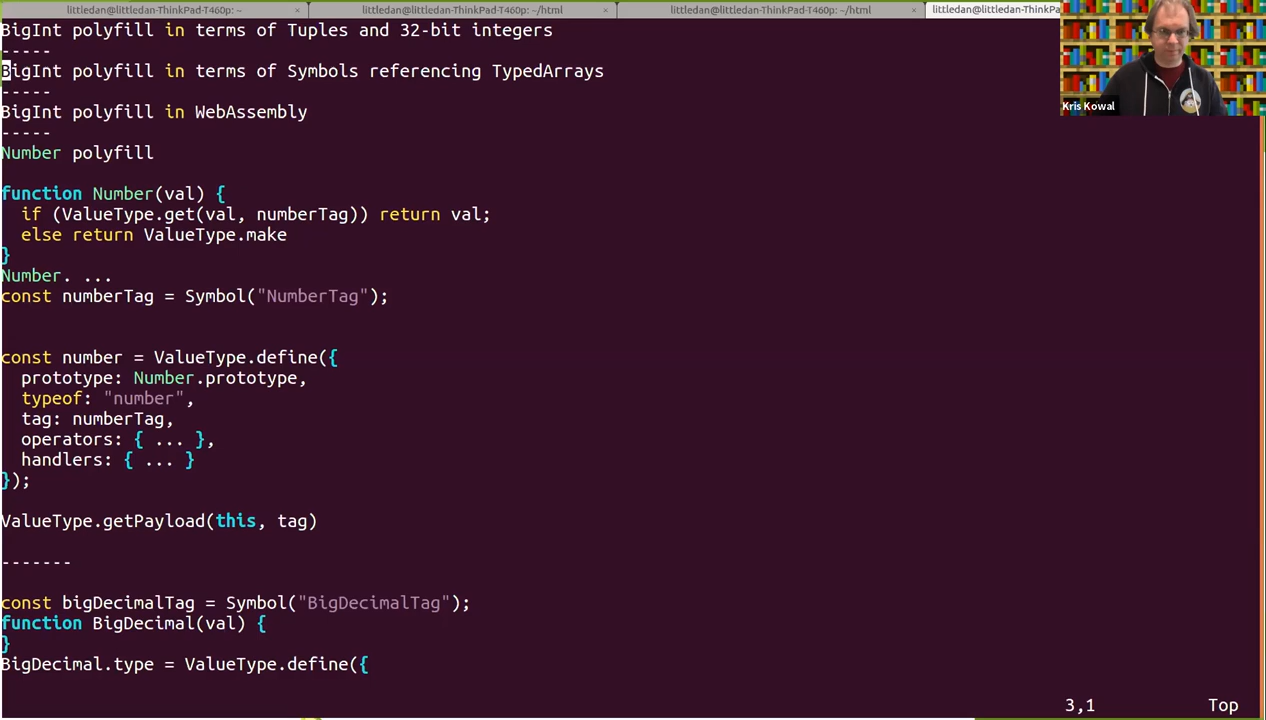 littledan@littledan-ThinkPad-T460p: ~ × littledan@littledan-ThinkPad-T460p: ~/html × littledan@littledan-ThinkPad-T460p: ~/html × littledan@littledan-ThinkPad-T460p:
BigInt polyfill in terms of Tuples and 32-bit integers
-----
BigInt polyfill in terms of Symbols referencing TypedArrays
-----
BigInt polyfill in WebAssembly
-----
Kris Kowal
Number polyfill
function Number(val) {
  if (ValueType.get(val, numberTag)) return val;
  else return ValueType.make
}
Number. ...
const numberTag = Symbol("NumberTag");
const number = ValueType.define({
  prototype: Number.prototype,
  typeof: "number",
  tag: numberTag,
  operators: { ... },
  handlers: { ... }
});
ValueType.getPayload(this, tag)
-------
const bigDecimalTag = Symbol("BigDecimalTag");
function BigDecimal(val) {
}
BigDecimal.type = ValueType.define({
3,1 Top